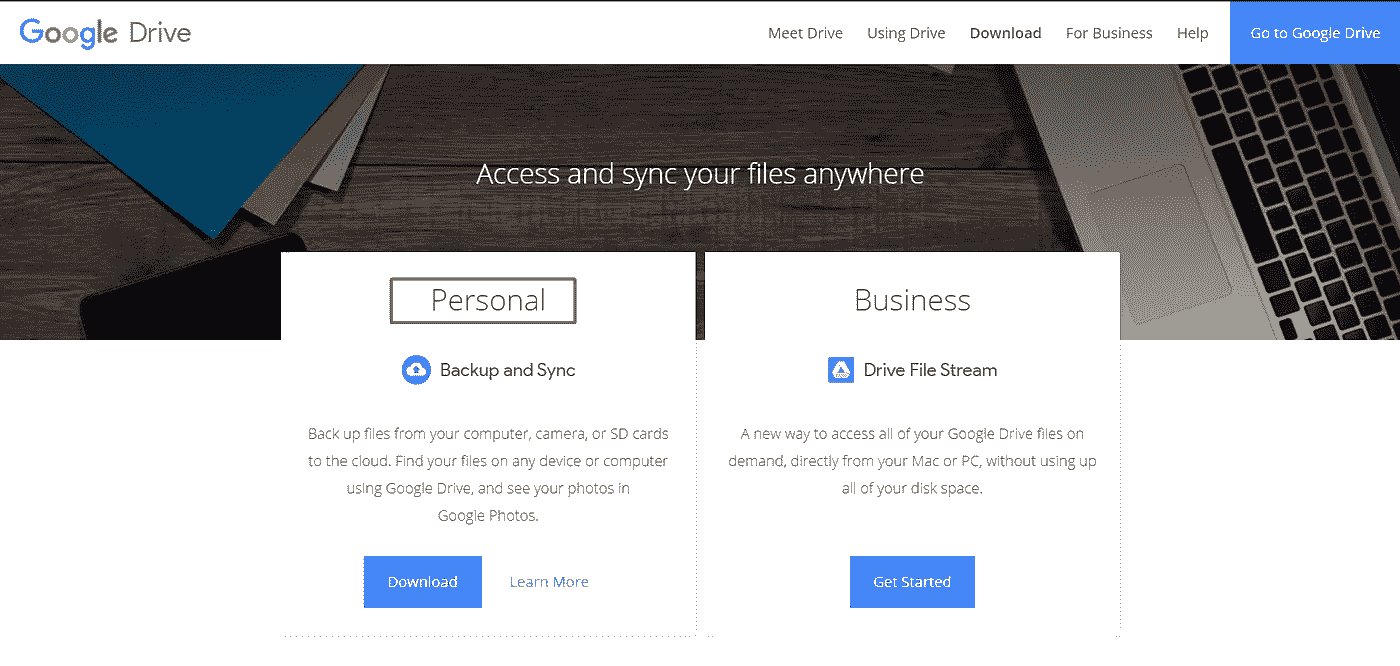 Google Drive
Meet Drive
Using Drive
Download
For Business
Help
Go to Google Drive
Access and sync your files anywhere
Personal
Backup and Sync
Back up files from your computer, camera, or SD cards
to the cloud. Find your files on any device or computer
using Google Drive, and see your photos in
Google Photos.
Download
Learn More
Business
Drive File Stream
A new way to access all of your Google Drive files on
demand, directly from your Mac or PC, without using up
all of your disk space.
Get Started